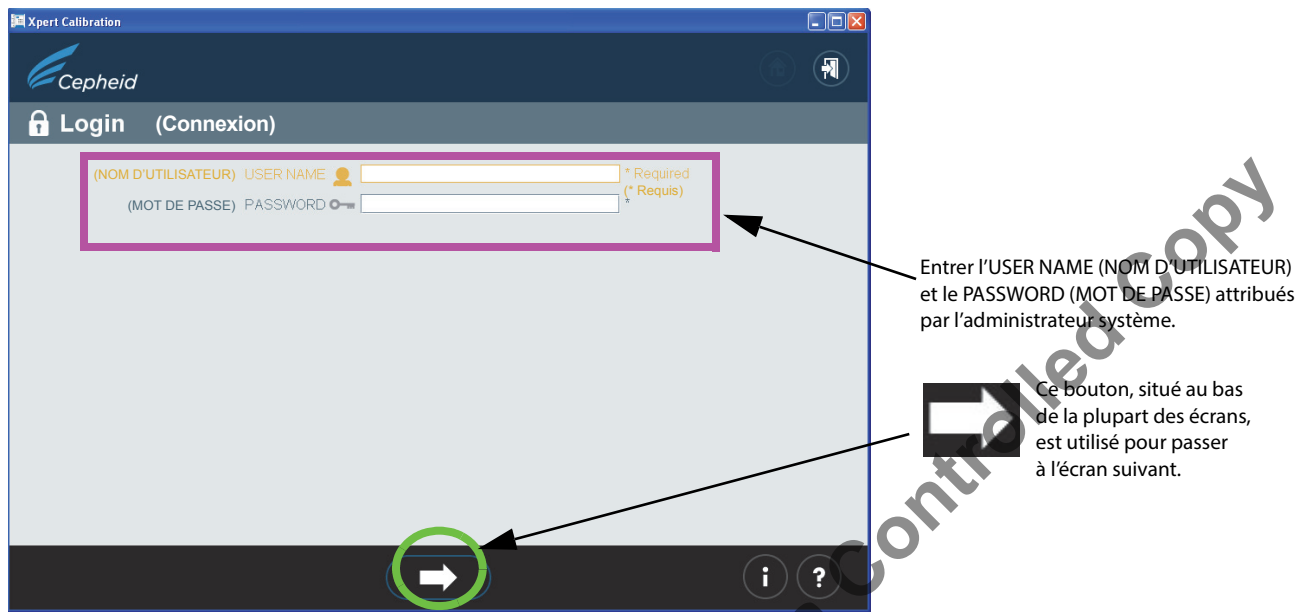 Xpert Calibration
Cepheid
Login (Connexion)
(NOM D'UTILISATEUR) USER NAME * Required
(* Requis)
(MOT DE PASSE) PASSWORD *
Entrer l'USER NAME (NOM D'UTILISATEUR)
et le PASSWORD (MOT DE PASSE) attribués
par l'administrateur système.
Ce bouton, situé au bas
de la plupart des écrans,
est utilisé pour passer
à l'écran suivant.
i ?
Controlled Copy